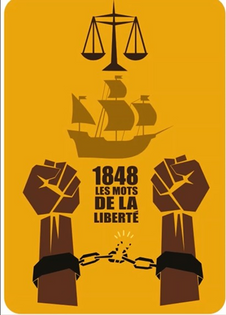 1848
LES MOTS
DE LA
LIBERTÉ